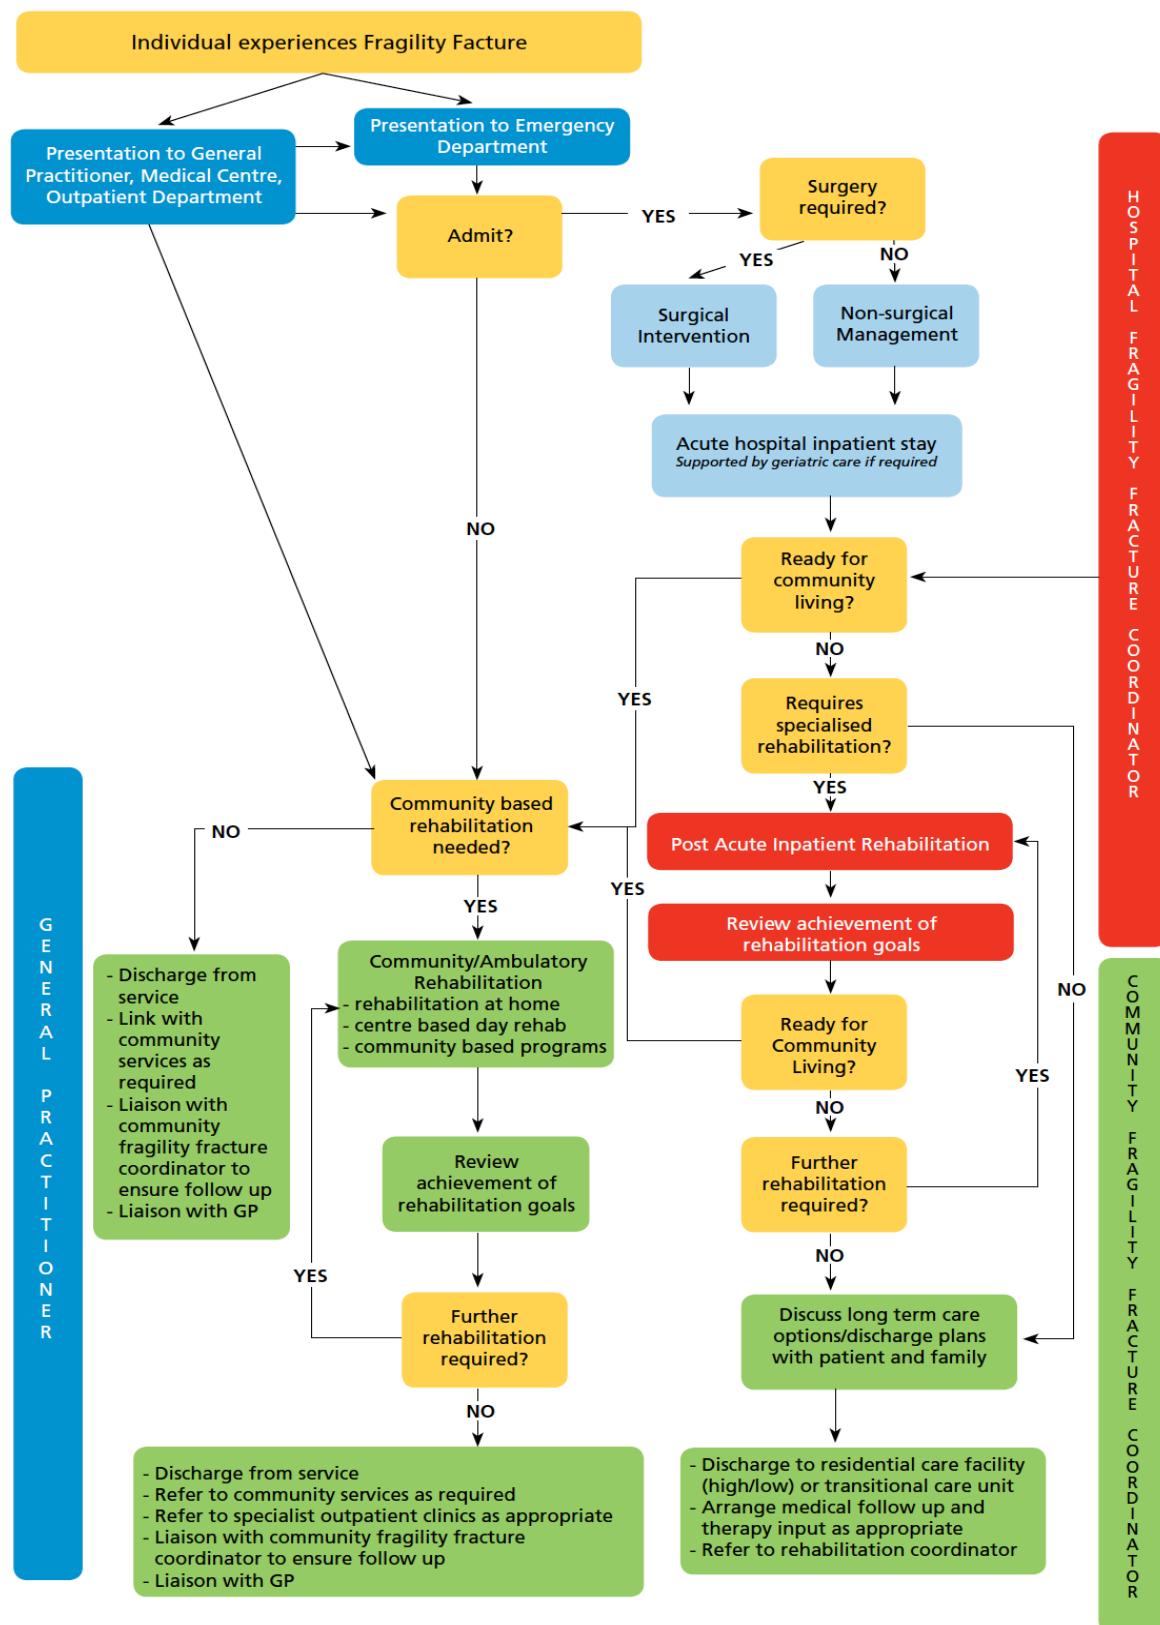 Individual experiences Fragility Facture
Presentation to Emergency
Department
Presentation to General
Practitioner, Medical Centre,
Outpatient Department
Admit?
YES
Surgery
required?
YES
NO
Surgical
Intervention
Non-surgical
Management
Acute hospital inpatient stay
Supported by geriatric care if required
NO
Ready for
community
living?
NO
YES
Requires
specialised
rehabilitation?
YES
Community based
rehabilitation
needed?
NO
YES
Post Acute Inpatient Rehabilitation
YES
Review achievement of
rehabilitation goals
- Discharge from
service
- Link with
community
services as
required
- Liaison with
community
fragility fracture
coordinator to
ensure follow up
- Liaison with GP
Community/Ambulatory
Rehabilitation
- rehabilitation at home
- centre based day rehab
- community based programs
Ready for
Community
Living?
NO
NO
YES
Review
achievement of
rehabilitation goals
Further
rehabilitation
required?
NO
YES
Further
rehabilitation
required?
NO
Discuss long term care
options/discharge plans
with patient and family
- Discharge from service
- Refer to community services as required
- Refer to specialist outpatient clinics as appropriate
- Liaison with community fragility fracture
coordinator to ensure follow up
- Liaison with GP
- Discharge to residential care facility
(high/low) or transitional care unit
- Arrange medical follow up and
therapy input as appropriate
- Refer to rehabilitation coordinator
GENERAL PRACTITIONER
HOSPITAL FRAGILITY FRACTURE COORDINATOR
COMMUNITY FRAGILITY FRACTURE COORDINATOR